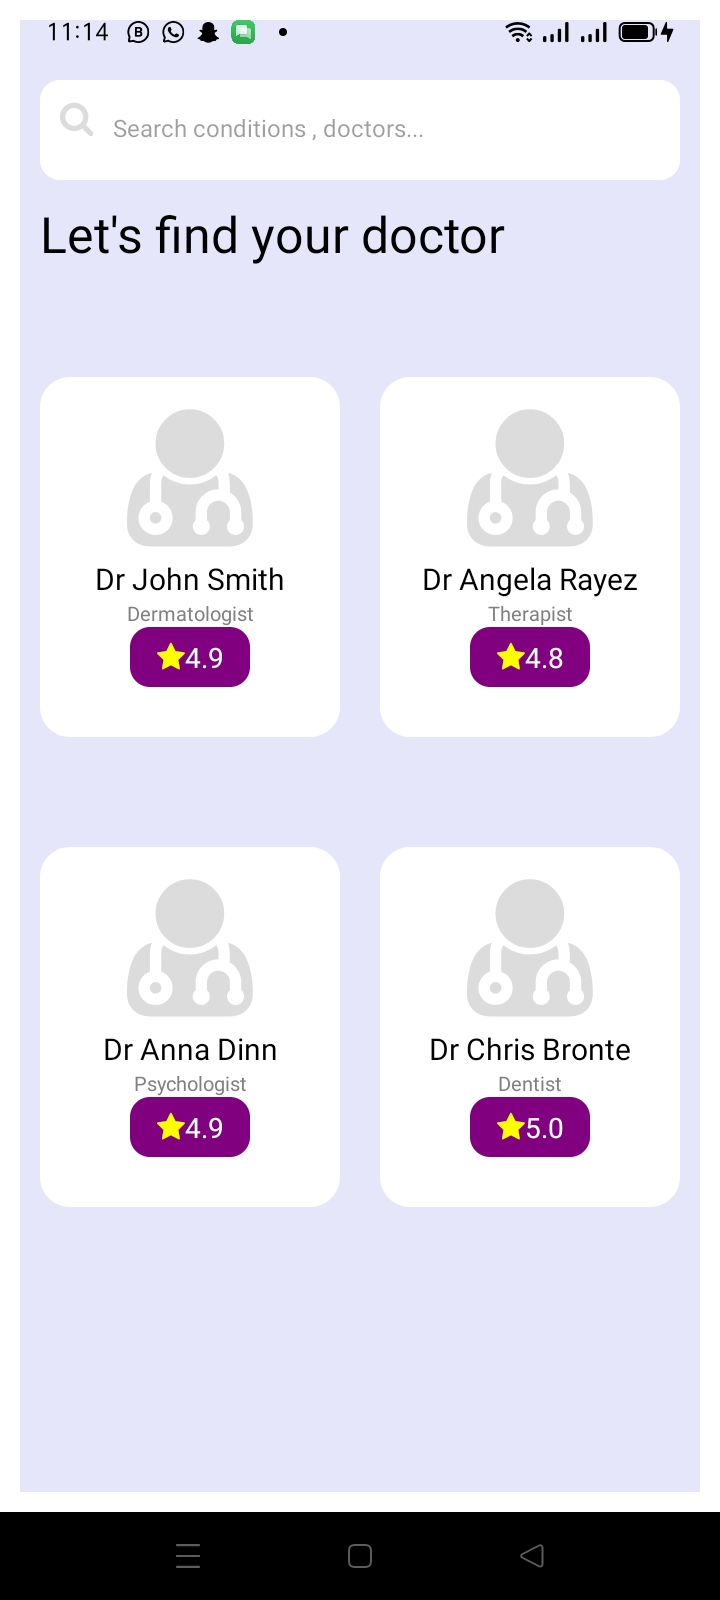 11:14
Search conditions , doctors...
Let's find your doctor
Dr John Smith
Dermatologist
4.9
Dr Angela Rayez
Therapist
4.8
Dr Anna Dinn
Psychologist
4.9
Dr Chris Bronte
Dentist
5.0